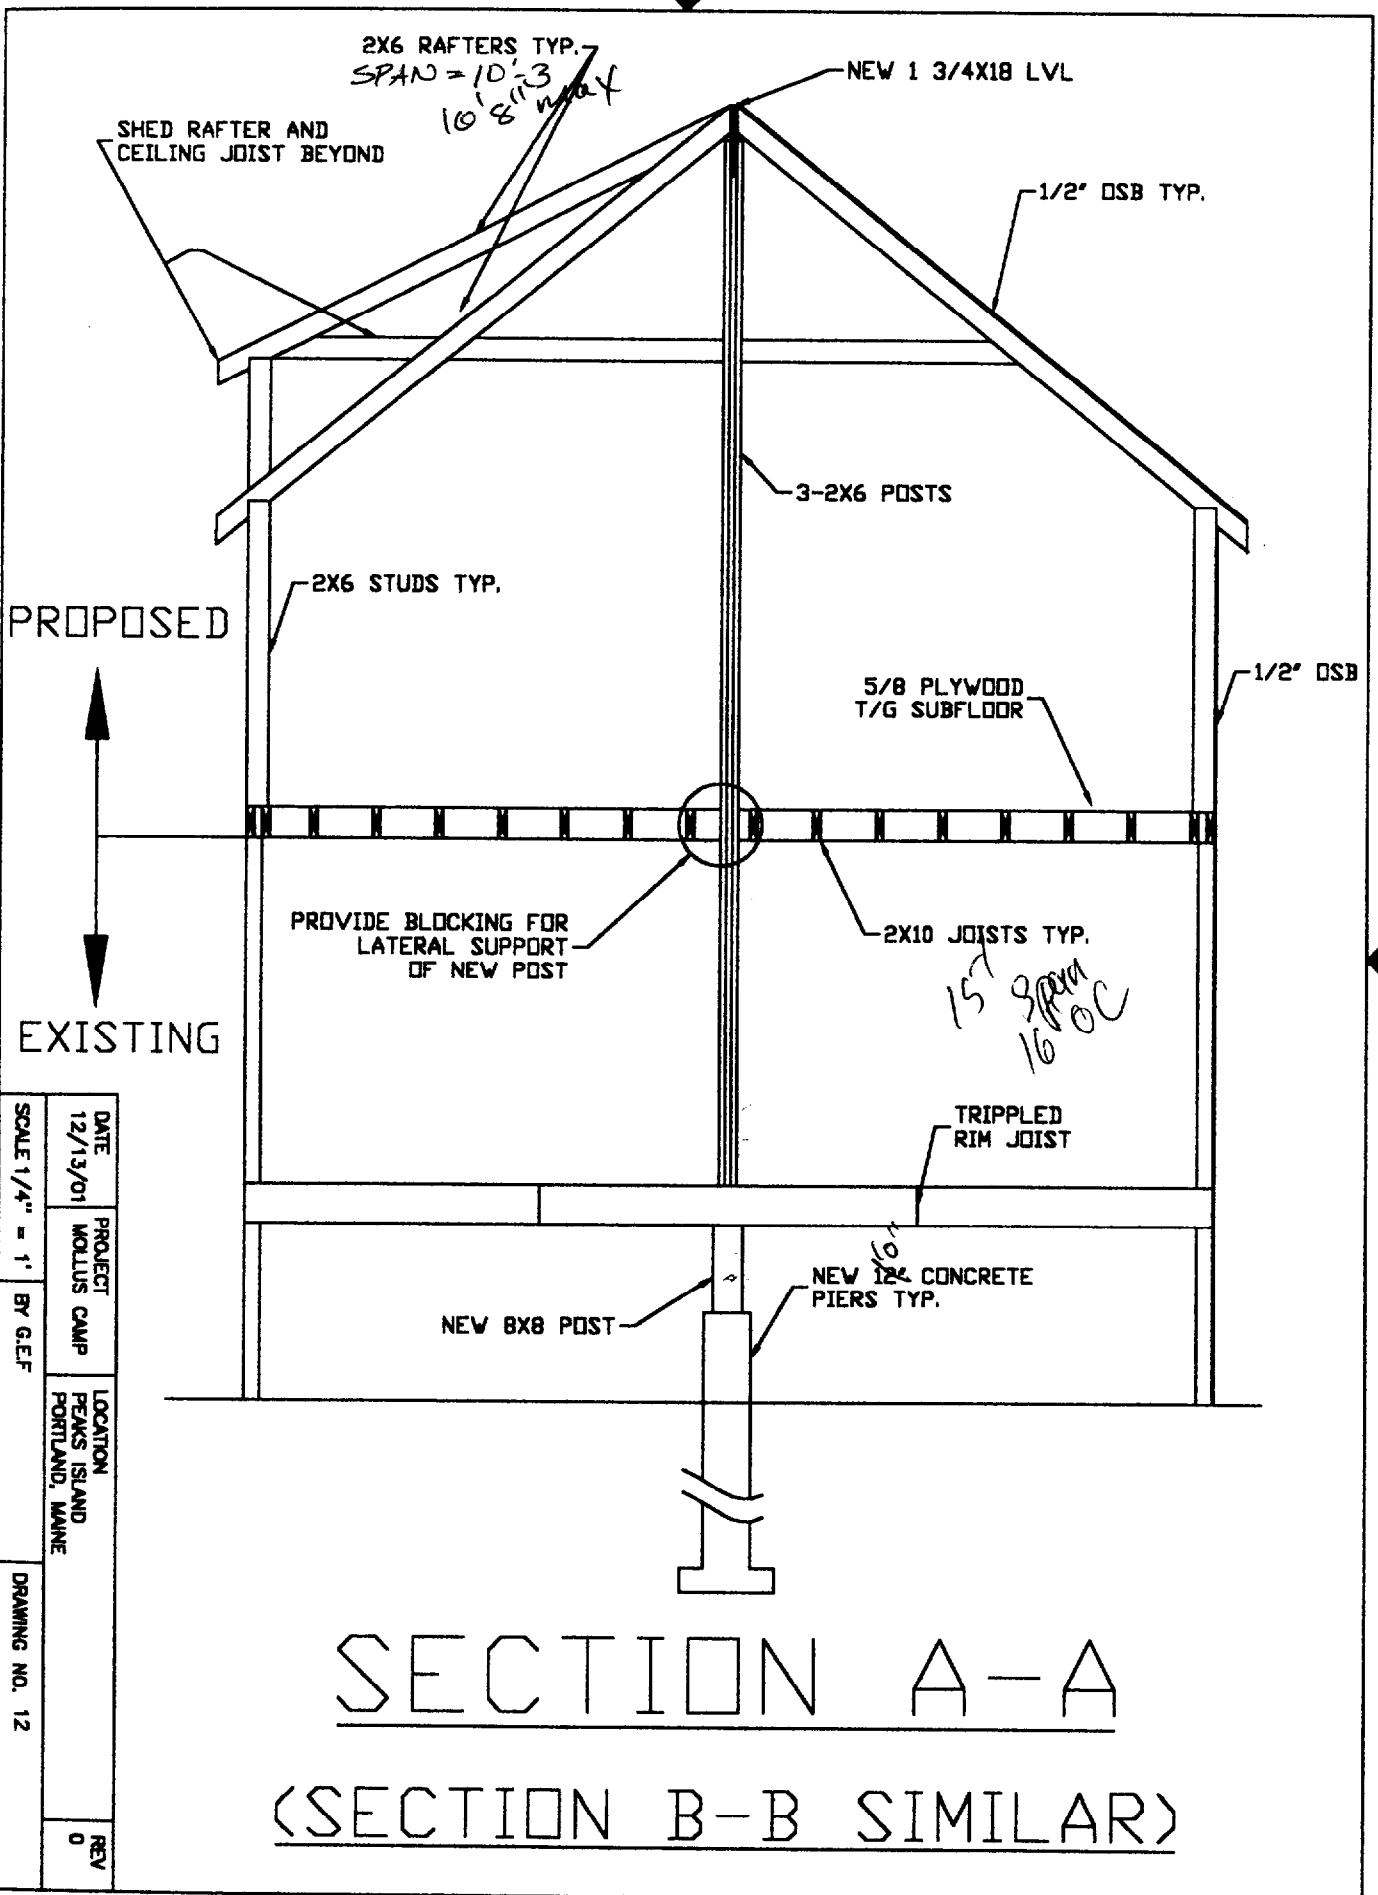 2X6 RAFTERS TYP.
SPAN = 10'-3
10' 8" max
NEW 1 3/4X18 LVL
SHED RAFTER AND
CEILING JOIST BEYOND
1/2" OSB TYP.
3-2X6 POSTS
2X6 STUDS TYP.
PROPOSED
5/8 PLYWOOD
T/G SUBFLOOR
1/2" OSB
PROVIDE BLOCKING FOR
LATERAL SUPPORT
OF NEW POST
2X10 JOISTS TYP.
15' Span
16 OC
EXISTING
TRIPPLED
RIM JOIST
16"
NEW 12" CONCRETE
PIERS TYP.
NEW 8X8 POST
DATE
12/13/01
PROJECT
MOLLUS CAMP
LOCATION
PEAKS ISLAND
PORTLAND, MAINE
REV
0
SCALE 1/4" = 1'
BY G.E.F
DRAWING NO. 12
SECTION A-A
(SECTION B-B SIMILAR)